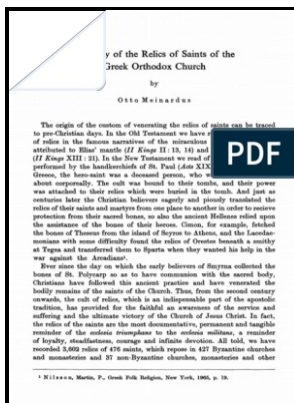 y of the Relics of Saints of the
Greek Orthodox Church
by
Otto Meinardus
PDF
The origin of the custom of venerating the relics of saints can be traced
to pre-Christian days. In the Old Testament we have r
of relics in the famous narratives of the miraculous
attributed to Elias' mantle (II Kings II: 13, 14) and
(II Kings XIII: 21). In the New Testament we read of
performed by the handkerchiefs of St. Paul (Acts XIX
Greece, the hero-saint was a deceased person, who w
about corporeally. The cult was bound to their tombs, and their power
was attached to their relics which were buried in the tomb. And just as
centuries later the Christian believers eagerly and piously translated the
relics of their saints and martyrs from one place to another in order to recieve
protection from their sacred bones, so also the ancient Hellenes relied upon
the assistance of the bones of their heroes. Cimon, for example, fetched
the bones of Theseus from the island of Scyros to Athens, and the Lacedae-
monians with some difficulty found the relics of Orestes beneath a smithy
at Tegea and transferred them to Sparta when they wanted his help in the
war against the Arcadians¹.
Ever since the day on which the early believers of Smyrna collected the
bones of St. Polycarp so as to have communion with the sacred body,
Christians have followed this ancient practice and have venerated the
bodily remains of the saints of the Church. Thus, from the second century
onwards, the cult of relics, which is an indispensable part of the apostolic
tradition, has provided for the faithful an awareness of the service and
suffering and the ultimate victory of the Church of Jesus Christ. In fact,
the relics of the saints are the most documentary, permanent and tangible
reminder of the ecclesia triumphans to the ecclesia militans, a reminder
of loyalty, steadfastness, courage and infinite devotion. All told, we have
recorded 3,602 relics of 476 saints, which repose in 427 Byzantine churches
and monasteries and 37 non-Byzantine churches, monasteries and other
¹ Nilsson, Martin, P., Greek Folk Religion, New York, 1965, p. 19.